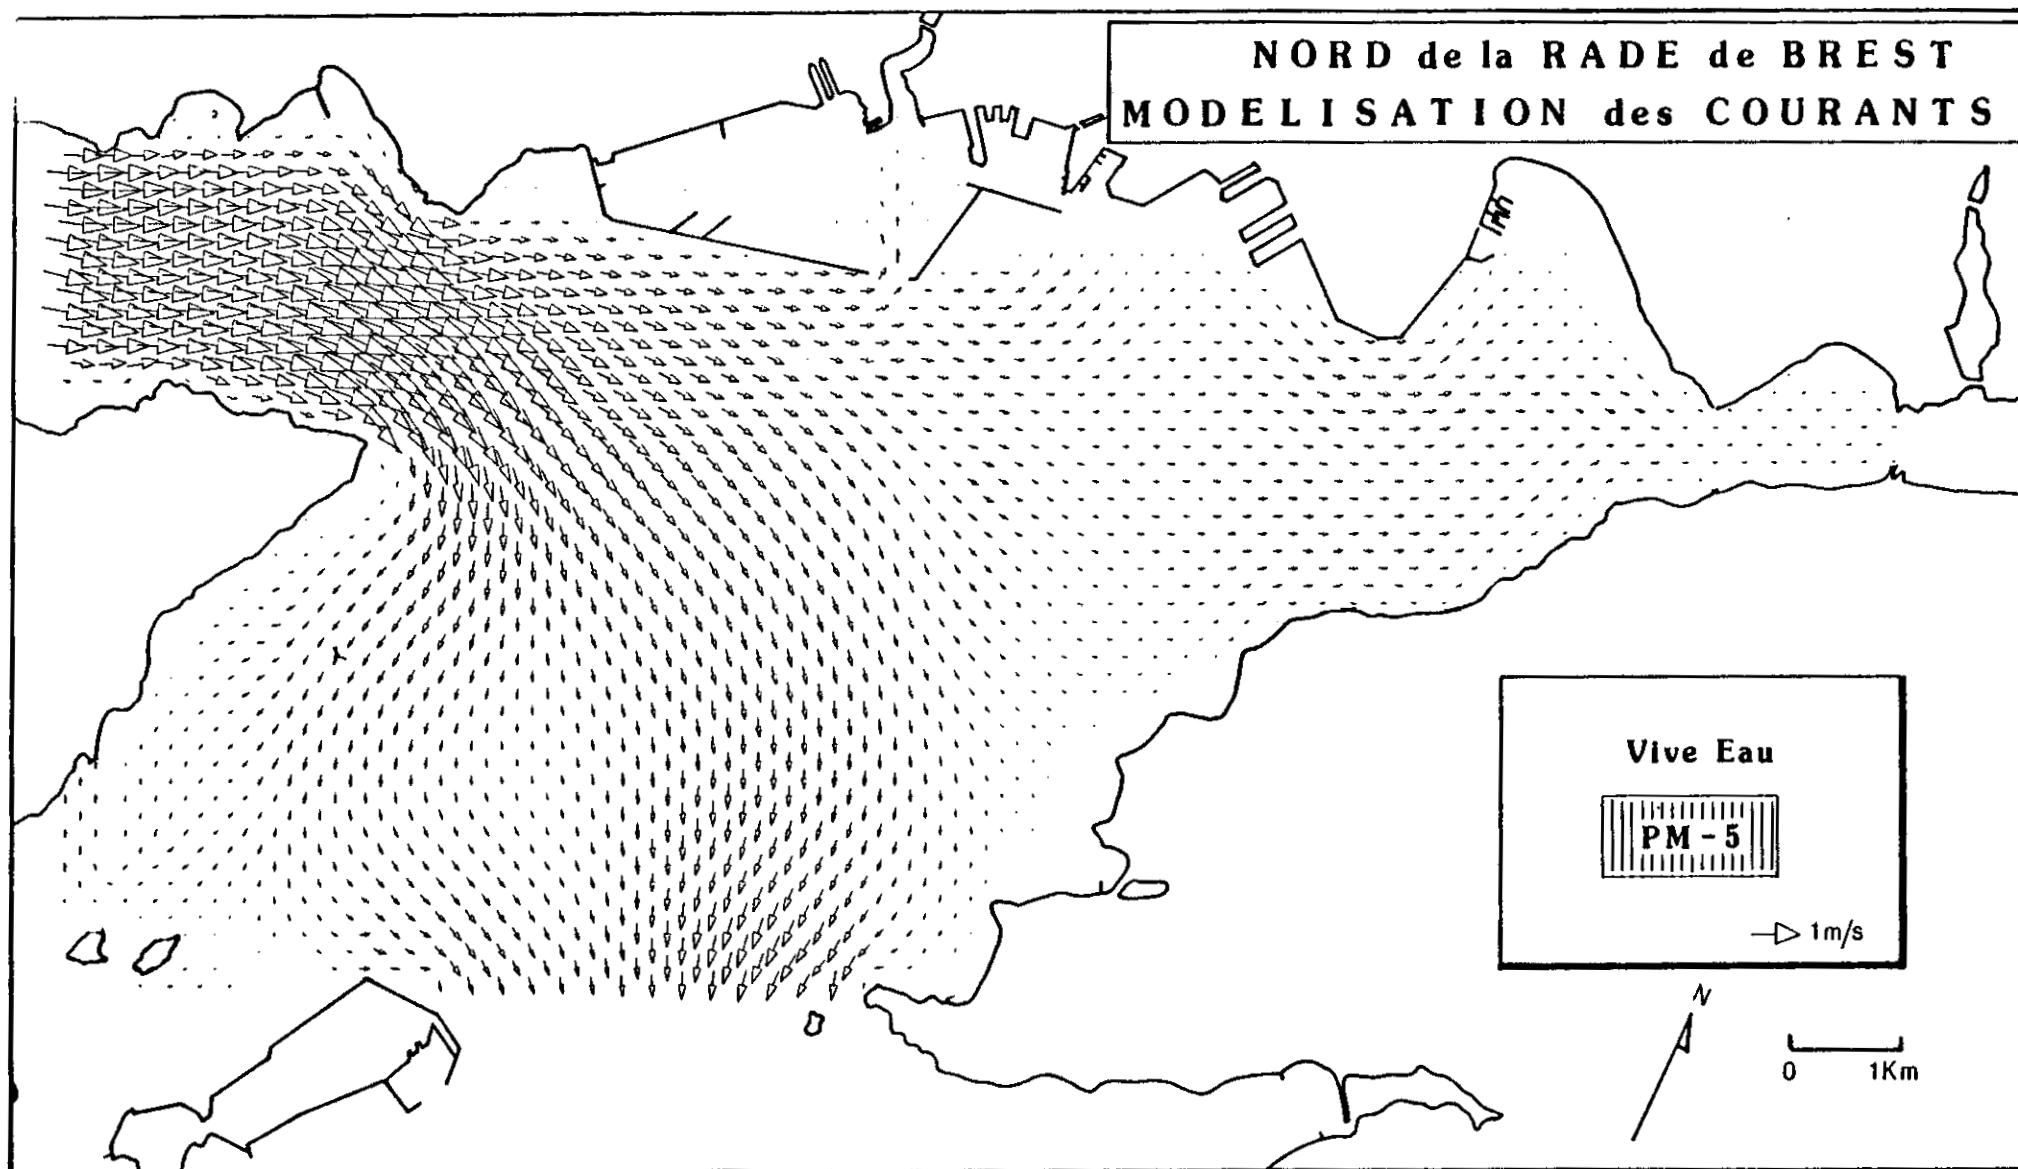 NORD de la RADE de BREST
MODELISATION des COURANTS
Vive Eau
PM - 5
1m/s
N
0 1Km